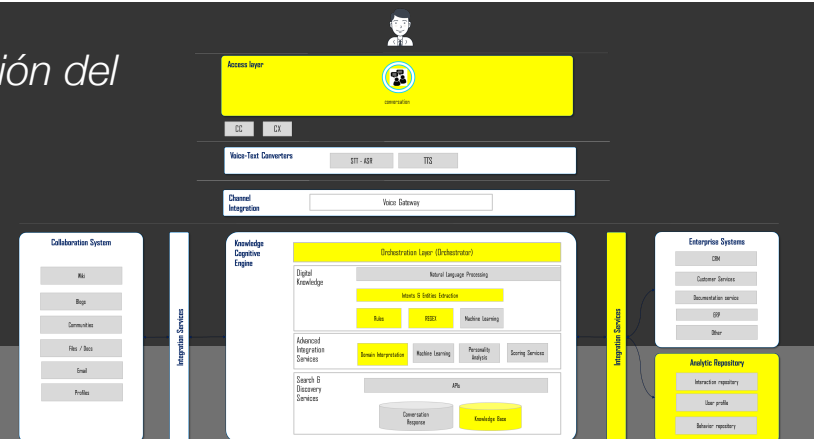 ión del
Access layer
conversation
CC
CX
Voice-Text Converters
STT - ASR
TTS
Channel
Integration
Voice Gateway
Collaboration System
Wiki
Blogs
Communities
Files / Docs
Email
Profiles
Integration Services
Knowledge
Cognitive
Engine
Orchestration Layer (Orchestrator)
Digital
Knowledge
Natural Language Processing
Intents & Entities Extraction
Rules
REGEX
Machine Learning
Advanced
Integration
Services
Domain Interpretation
Machine Learning
Personality
Analysis
Scoring Services
Search &
Discovery
Services
APIs
Conversation
Response
Knowledge Base
Integration Services
Enterprise Systems
CRM
Customer Services
Documentation service
ERP
Other
Analytic Repository
Interaction repository
User profile
Behavior repository